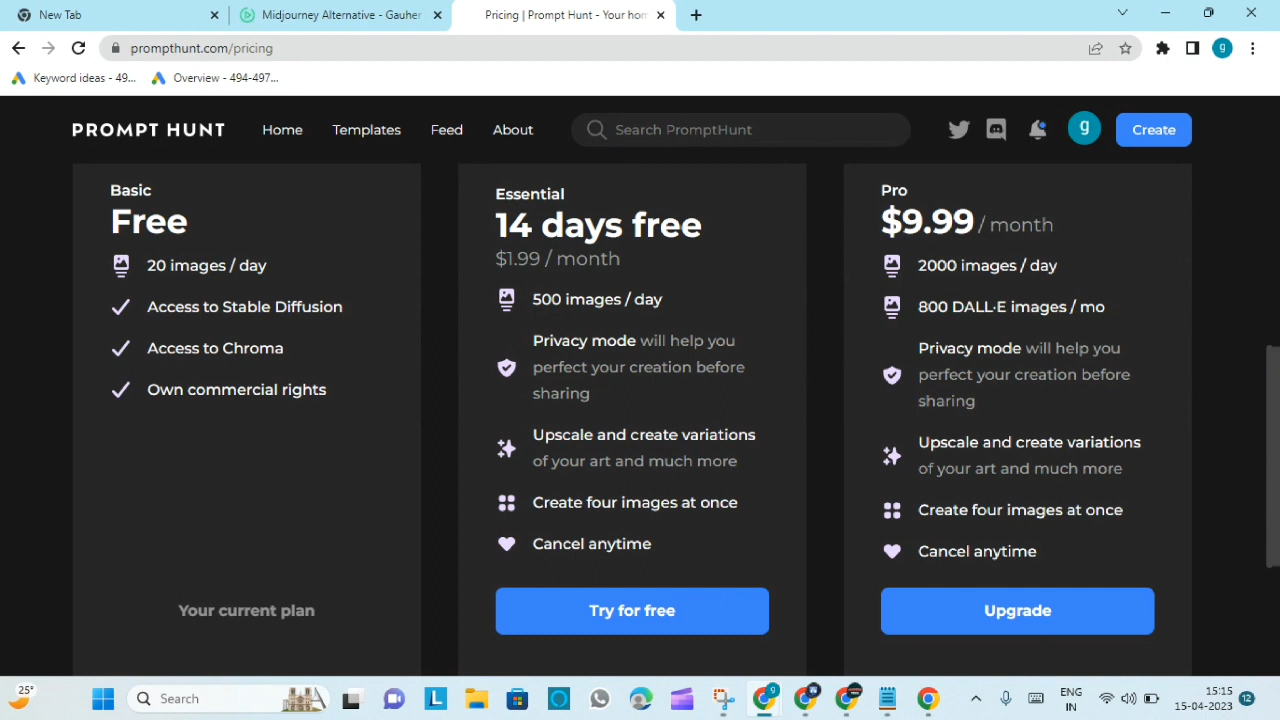 New Tab
Midjourney Alternative - Gauher
Pricing | Prompt Hunt - Your hom
prompthunt.com/pricing
g
Keyword ideas - 49...
Overview - 494-497...
PROMPT HUNT
Home
Templates
Feed
About
Search PromptHunt
g
Create
Basic
Free
20 images / day
Access to Stable Diffusion
Access to Chroma
Own commercial rights
Your current plan
Essential
14 days free
$1.99 / month
500 images / day
Privacy mode will help you
perfect your creation before
sharing
Upscale and create variations
of your art and much more
Create four images at once
Cancel anytime
Try for free
Pro
$9.99 / month
2000 images / day
800 DALL·E images / mo
Privacy mode will help you
perfect your creation before
sharing
Upscale and create variations
of your art and much more
Create four images at once
Cancel anytime
Upgrade
25°
Search
L
9
ENG
IN
15:15
15-04-2023
12